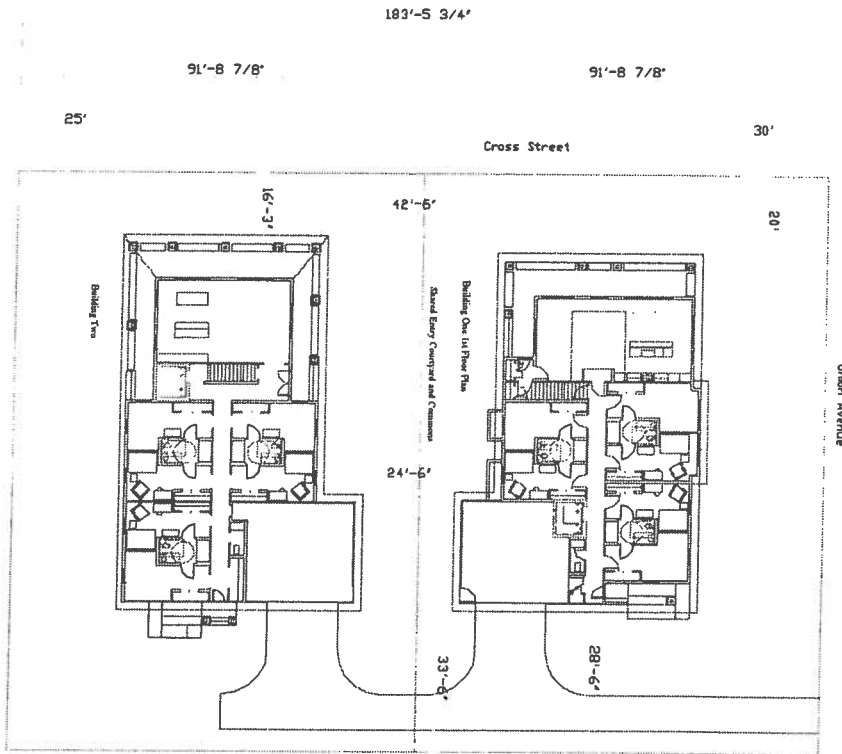 183'-5 3/4"
91'-8 7/8"
91'-8 7/8"
25'
30'
Cross Street
16'-3"
42'-6"
20'
Building Two
Shared Entry Courtyard and Commons
Building One 1st Floor Plan
Avenue
24'-6"
33'-6"
28'-6"